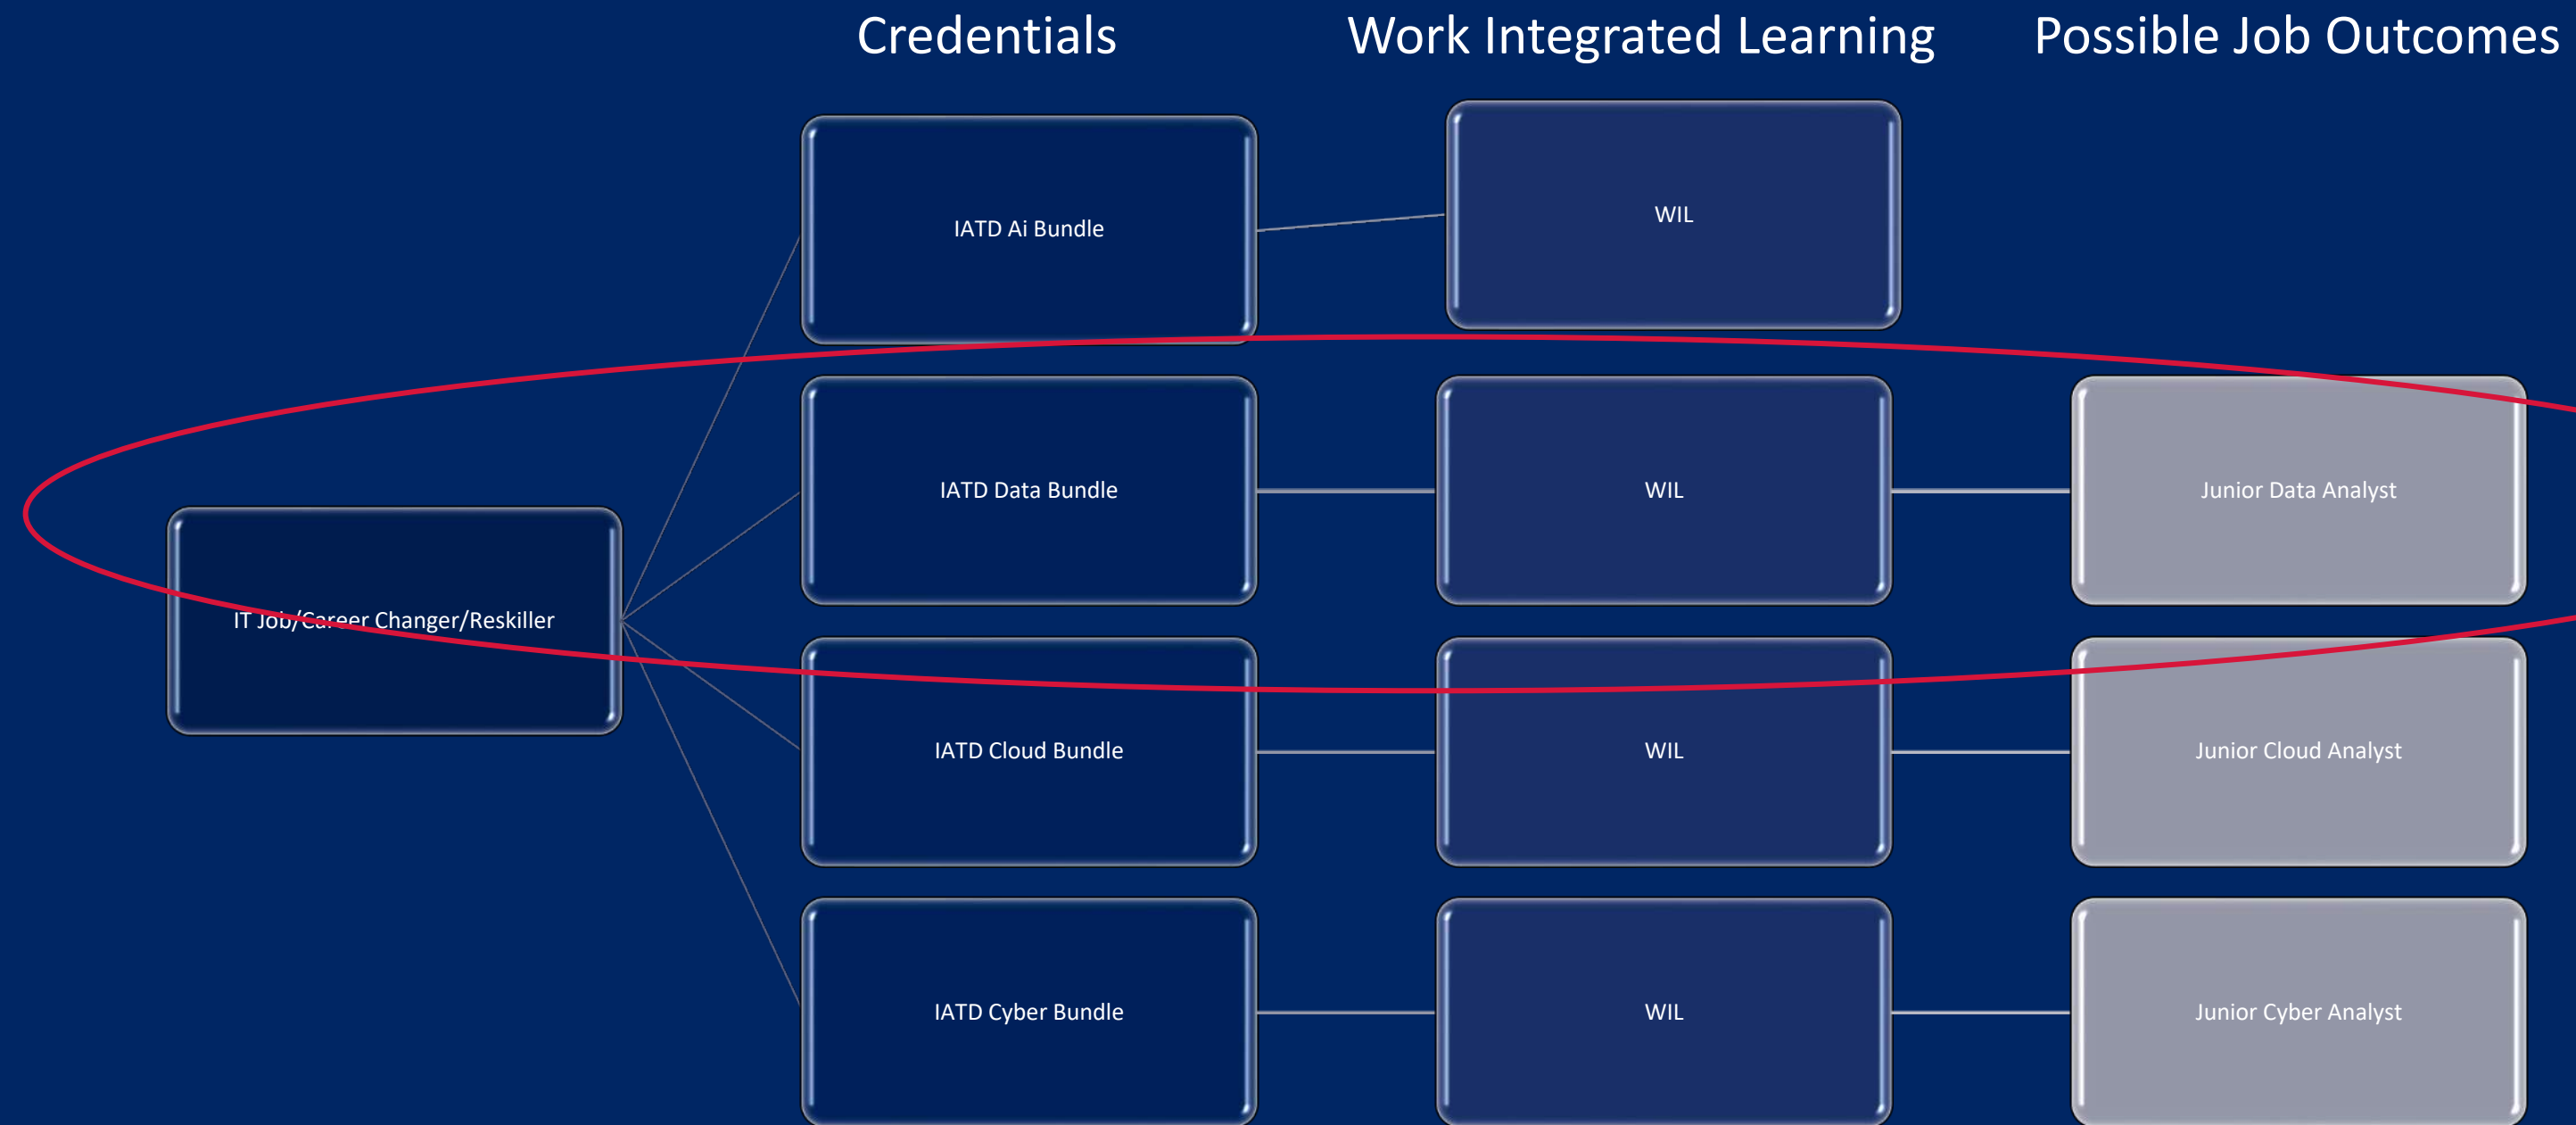 Credentials
Work Integrated Learning
Possible Job Outcomes
IATD Ai Bundle
WIL
IATD Data Bundle
WIL
Junior Data Analyst
IT Job/Career Changer/Reskiller
IATD Cloud Bundle
WIL
Junior Cloud Analyst
IATD Cyber Bundle
WIL
Junior Cyber Analyst